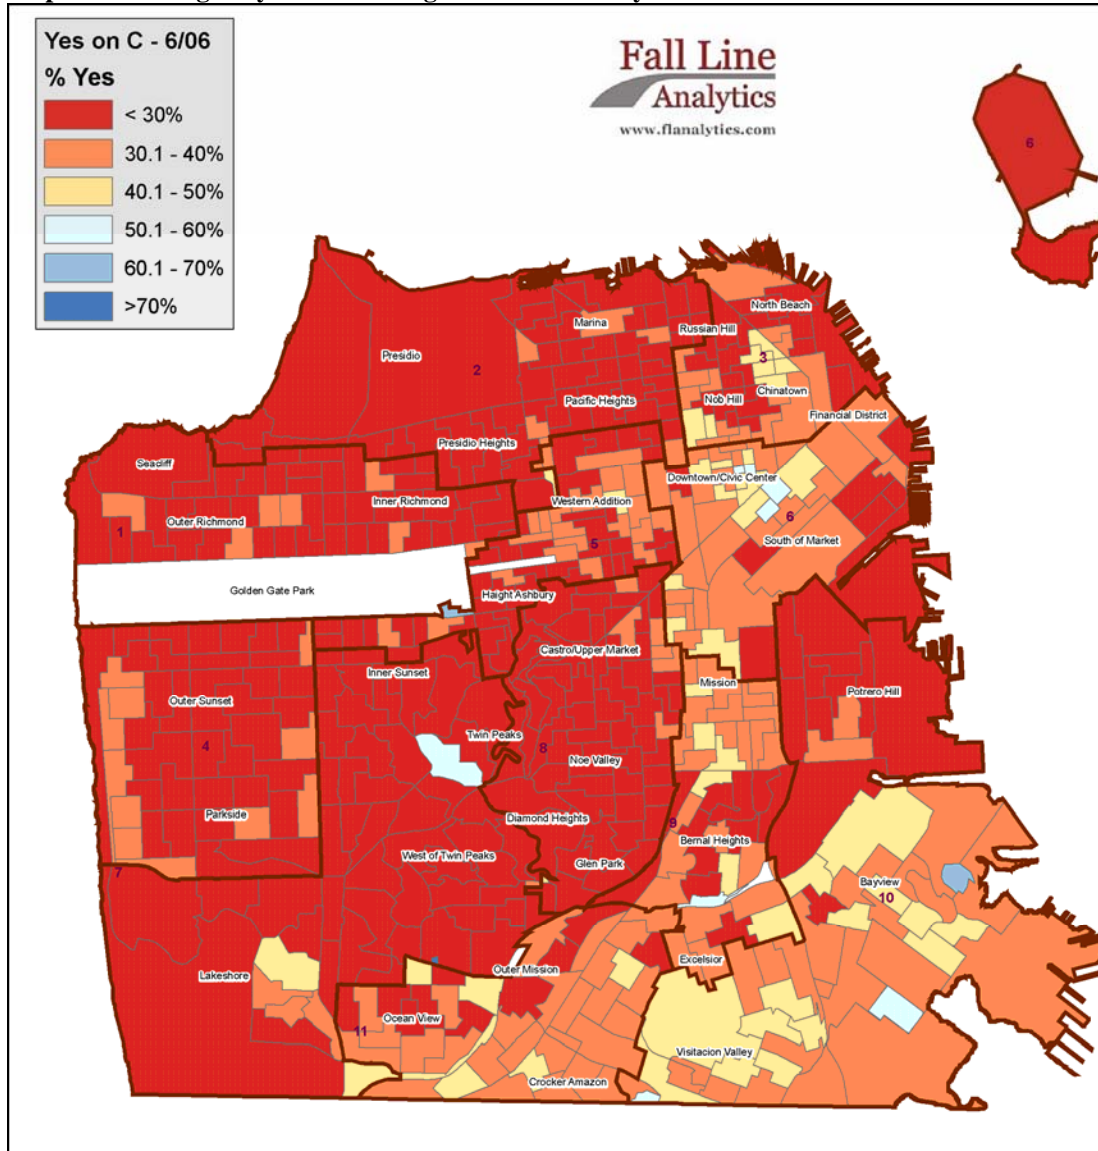 Yes on C - 6/06
% Yes
< 30%
30.1 - 40%
40.1 - 50%
50.1 - 60%
60.1 - 70%
>70%
Fall Line
Analytics
www.flanalytics.com
6
North Beach
Marina
Russian Hill
Presidio
3
2
Chinatown
Nob Hill
Pacific Heights
Financial District
Presidio Heights
Seacliff
Downtown/Civic Center
Inner Richmond
Western Addition
Outer Richmond
1
6
5
South of Market
Golden Gate Park
Haight Ashbury
Castro/Upper Market
Inner Sunset
Mission
Potrero Hill
Outer Sunset
Twin Peaks
4
8
Noe Valley
Parkside
Diamond Heights
9
Bernal Heights
West of Twin Peaks
Glen Park
7
Bayview
10
Excelsior
Outer Mission
Lakeshore
Ocean View
11
Visitacion Valley
Crocker Amazon